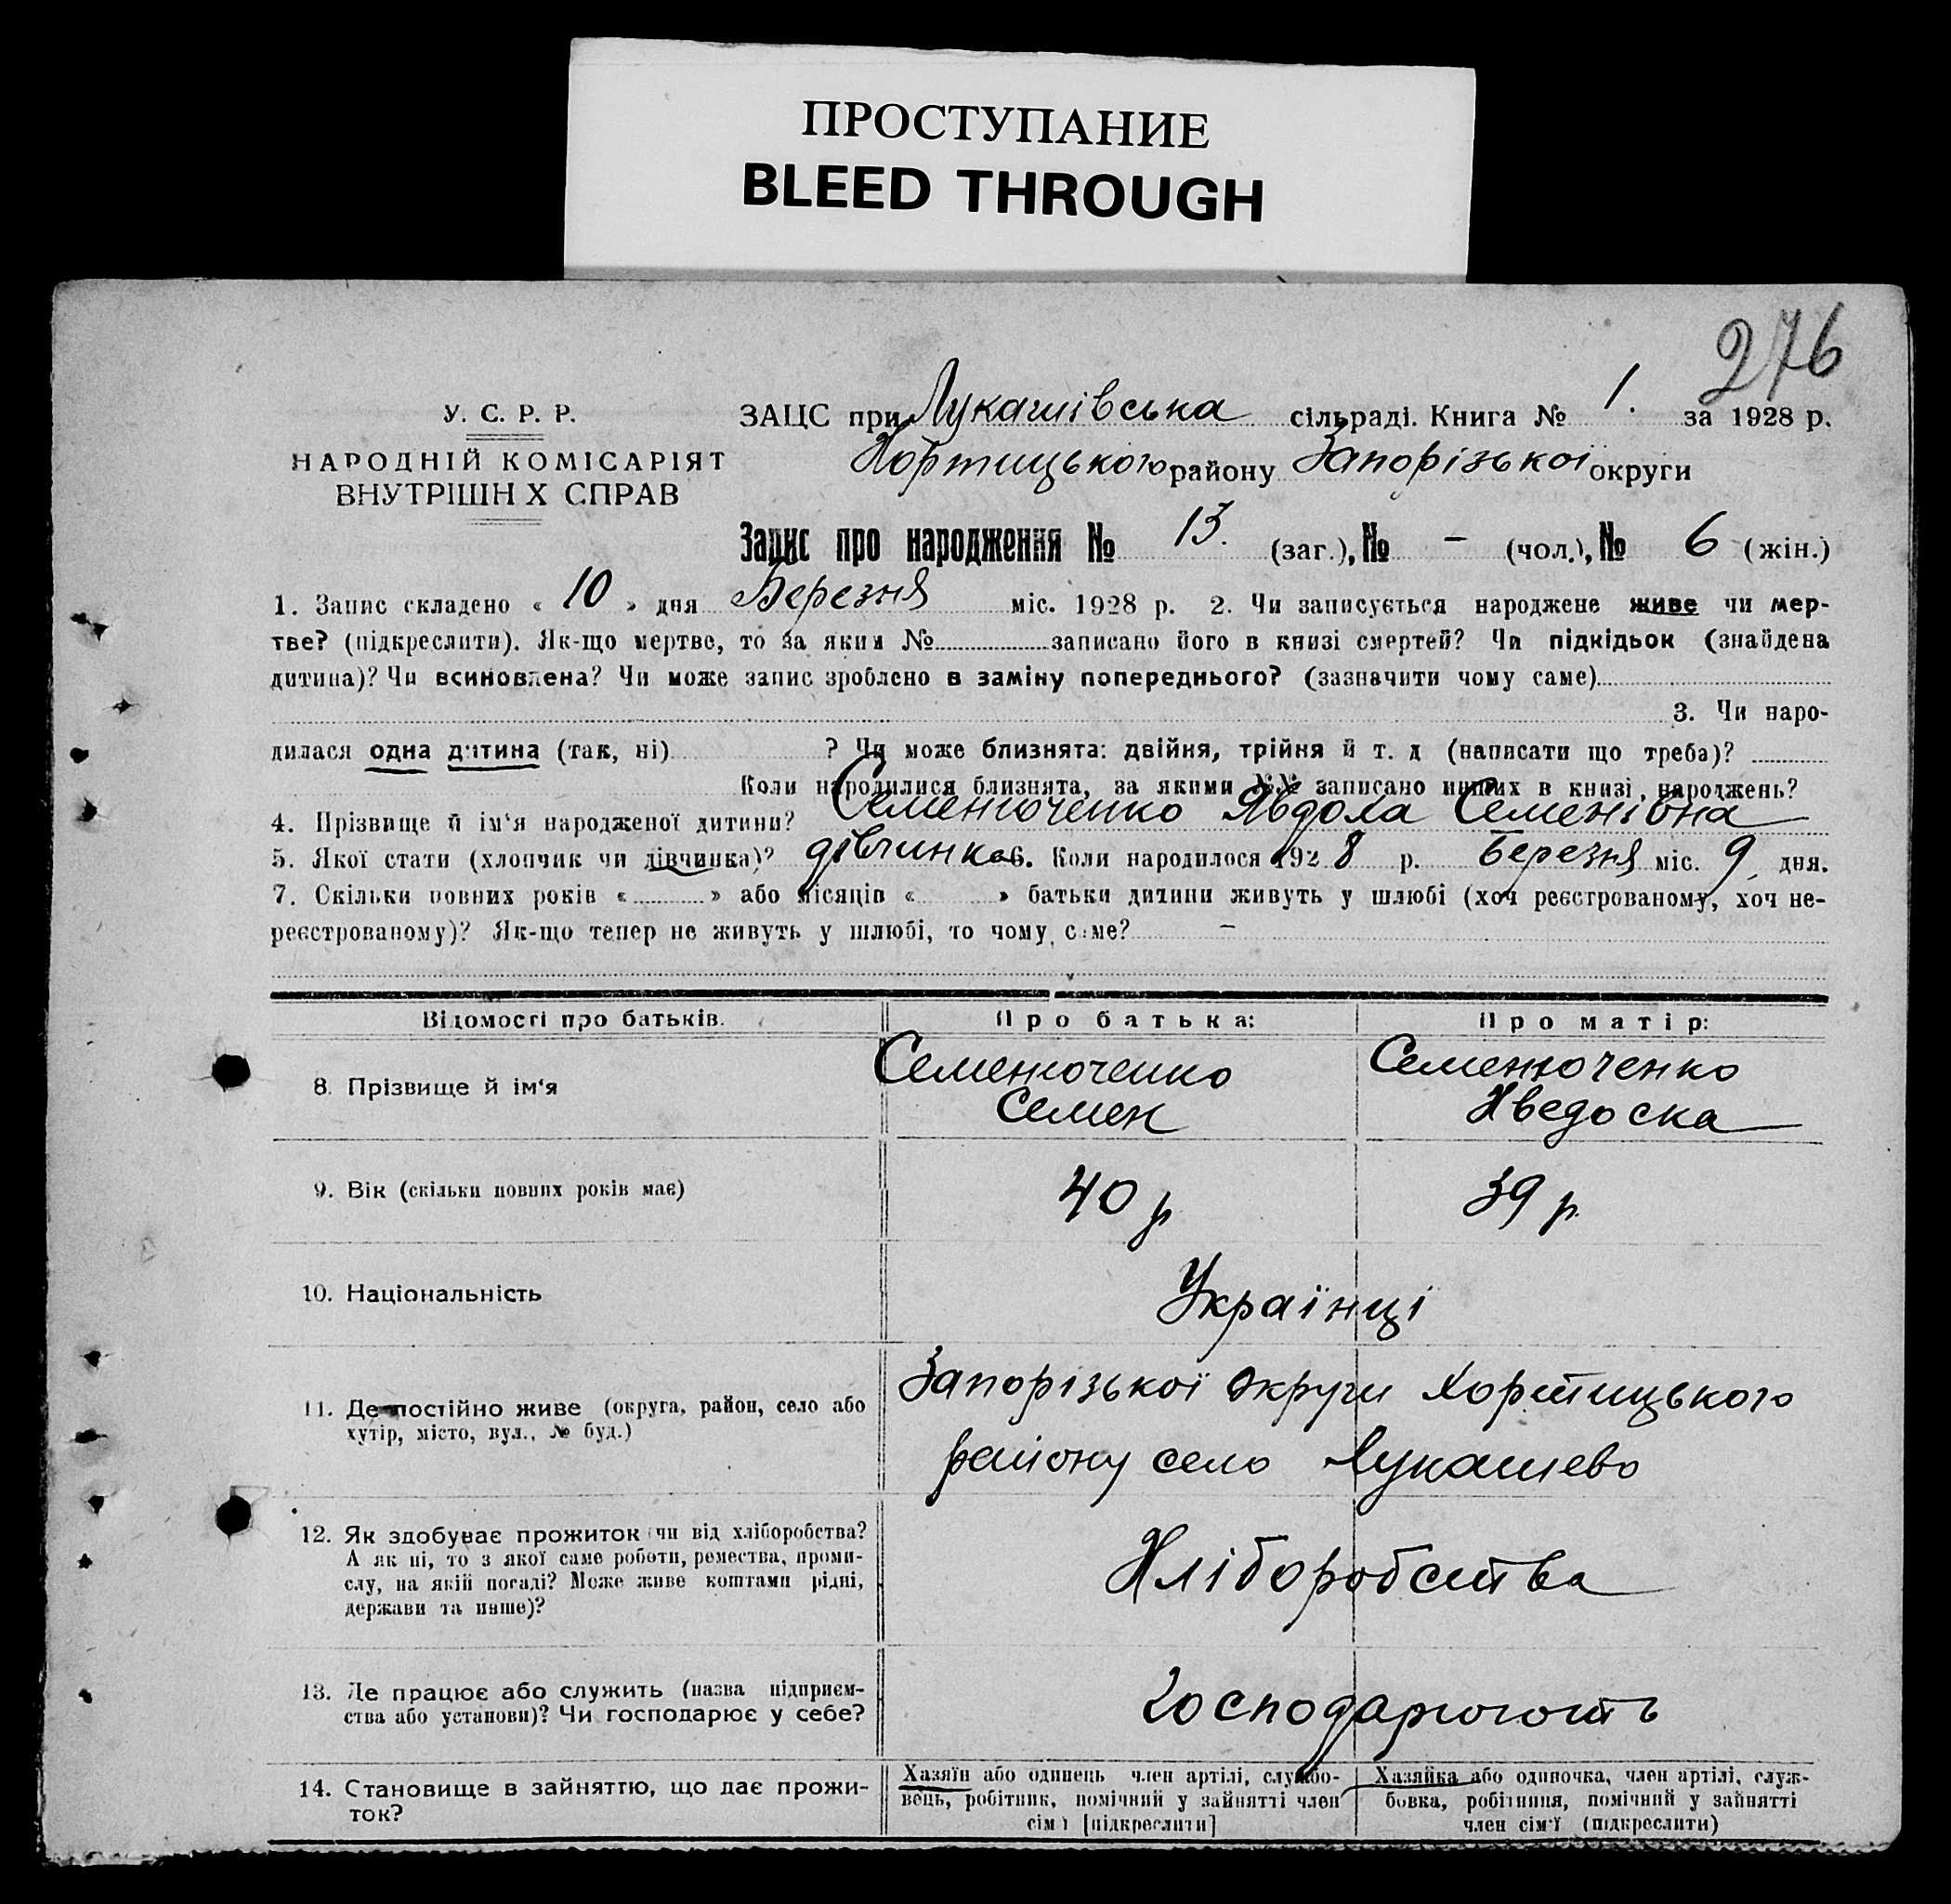 ПРОСТУПАНИЕ
BLEED THROUGH
276
У. С. Р. Р.
НАРОДНІЙ КОМІСАРІЯТ
ВНУТРІШН Х СПРАВ
ЗАЦС при Лукашівська сільраді. Книга № 1. за 1928 р.
Хортицького району Запорізької округи
Запис про народження № 13. (заг.), № – (чол.), № 6 (жін.)
1. Запис складено « 10 » дня Березня міс. 1928 р. 2. Чи записується народжене живе чи мер-
тве? (підкреслити). Як-що мертве, то за яким № записано його в книзі смертей? Чи підкідьок (знайдена
дитина)? Чи всиновлена? Чи може запис зроблено в заміну попереднього? (зазначити чому саме)
3. Чи наро-
дилася одна дитина (так, ні) ? Чи може близнята: двійня, трійня й т. д (написати що треба)?
Коли народилися близнята, за якими №№ записано инших в книзі народжень?
4. Прізвище й ім‘я народженої дитини? Семенюченко Явдоха Семенівна
5. Якої стати (хлопчик чи дівчинка)? дівчинка 6. Коли народилося 1928 р. Березня міс. 9 дня.
7. Скільки повних років « » або місяців « » батьки дитини живуть у шлюбі (хоч реєстрованому, хоч не-
реєстрованому)? Як-що тепер не живуть у шлюбі, то чому с ме? –
Відомості про батьків.
Про батька:
Про матір:
8. Прізвище й ім‘я
Семенюченко
Семен
Семенюченко
Хведоска
9. Вік (скільки повних років має)
40 р
39 р.
10. Національність
Українці
11. Де постійно живе (округа, район, село або
хутір, місто, вул., № буд.)
Запорізької округи Хортицького
району село Лукашево
12. Як здобуває прожиток чи від хліборобства?
А як ні, то з якої саме роботи, ремества, проми-
слу, на якій посаді? Може живе коштами рідні,
держави та инше)?
Хліборобства
13. Де працює або служить (назва підприєм-
ства або установи)? Чи господарює у себе?
господарюють
14. Становище в зайняттю, що дає прожи-
ток?
Хазяїн або одинець член артілі, службо-
вець, робітник, помічний у зайнятті член
сім ї [підкреслити]
Хазяйка або одиночка, член артілі, служ-
бовка, робітниця, помічний у зайнятті
член сім‘ї (підкреслити)